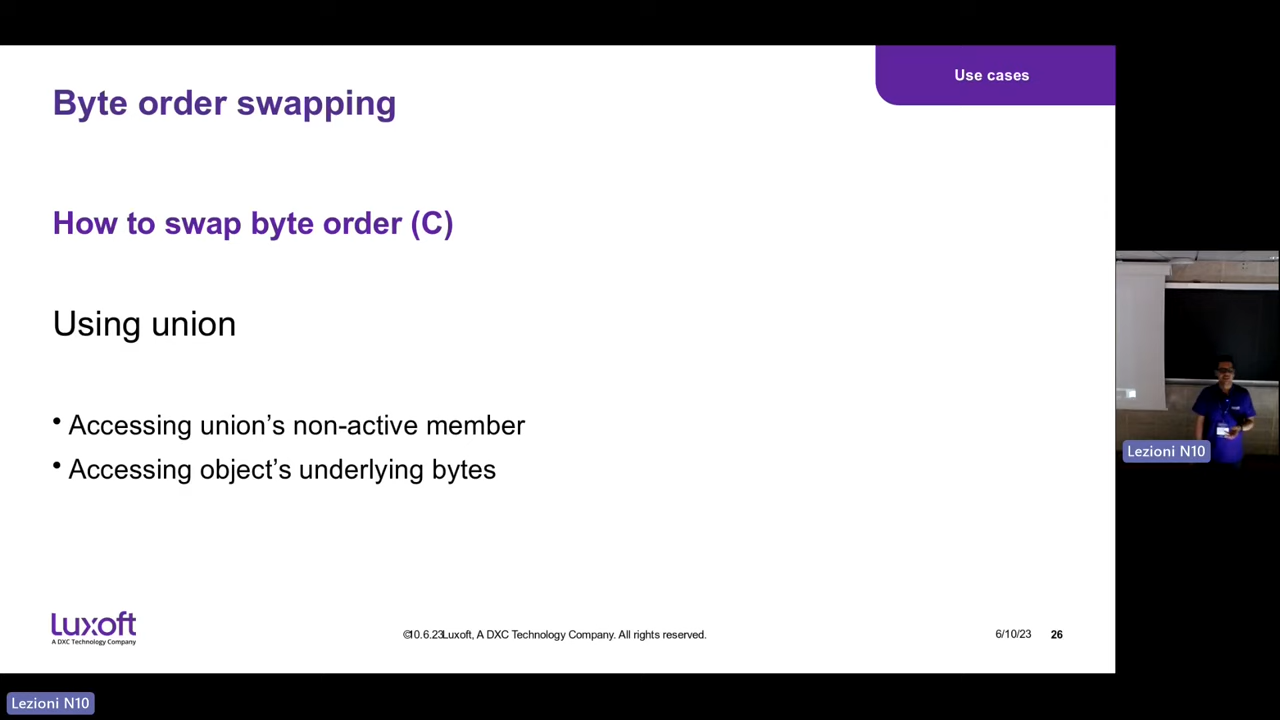 Use cases
Byte order swapping
How to swap byte order (C)
Using union
• Accessing union’s non-active member
• Accessing object’s underlying bytes
Luxoft
A DXC Technology Company
©10.6.23Luxoft, A DXC Technology Company. All rights reserved.
6/10/23 26
Lezioni N10
Lezioni N10